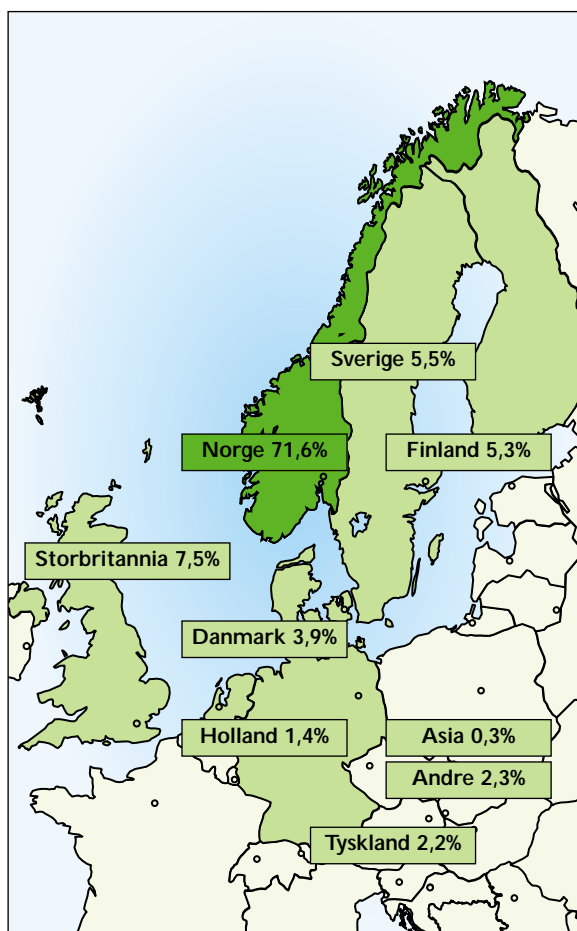 Sverige 5,5%
Norge 71,6%
Finland 5,3%
Storbritannia 7,5%
Danmark 3,9%
Holland 1,4%
Asia 0,3%
Andre 2,3%
Tyskland 2,2%